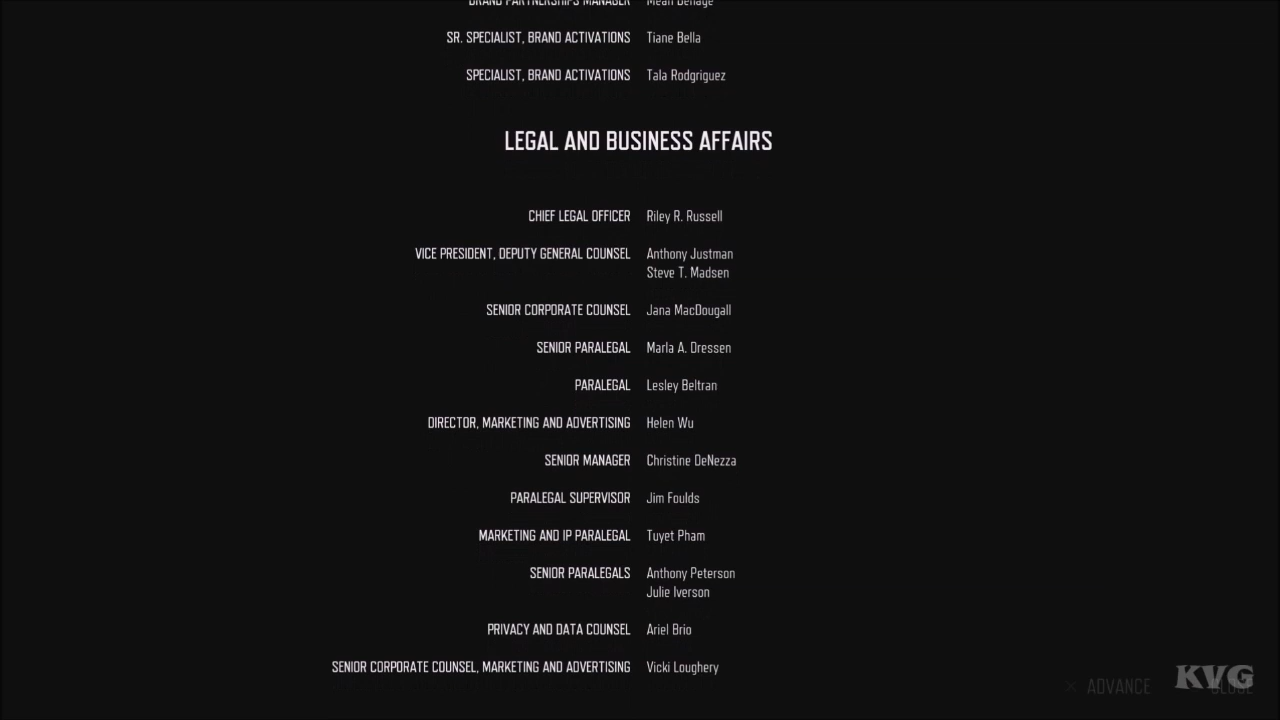 BRAND PARTNERSHIPS MANAGER
SR. SPECIALIST, BRAND ACTIVATIONS Tiane Bella
SPECIALIST, BRAND ACTIVATIONS Tala Rodgriguez
LEGAL AND BUSINESS AFFAIRS
CHIEF LEGAL OFFICER Riley R. Russell
VICE PRESIDENT, DEPUTY GENERAL COUNSEL Anthony Justman
Steve T. Madsen
SENIOR CORPORATE COUNSEL Jana MacDougall
SENIOR PARALEGAL Marla A. Dressen
PARALEGAL Lesley Beltran
DIRECTOR, MARKETING AND ADVERTISING Helen Wu
SENIOR MANAGER Christine DeNezza
PARALEGAL SUPERVISOR Jim Foulds
MARKETING AND IP PARALEGAL Tuyet Pham
SENIOR PARALEGALS Anthony Peterson
Julie Iverson
PRIVACY AND DATA COUNSEL Ariel Brio
SENIOR CORPORATE COUNSEL, MARKETING AND ADVERTISING Vicki Loughery
× ADVANCE CLOSE
KVG